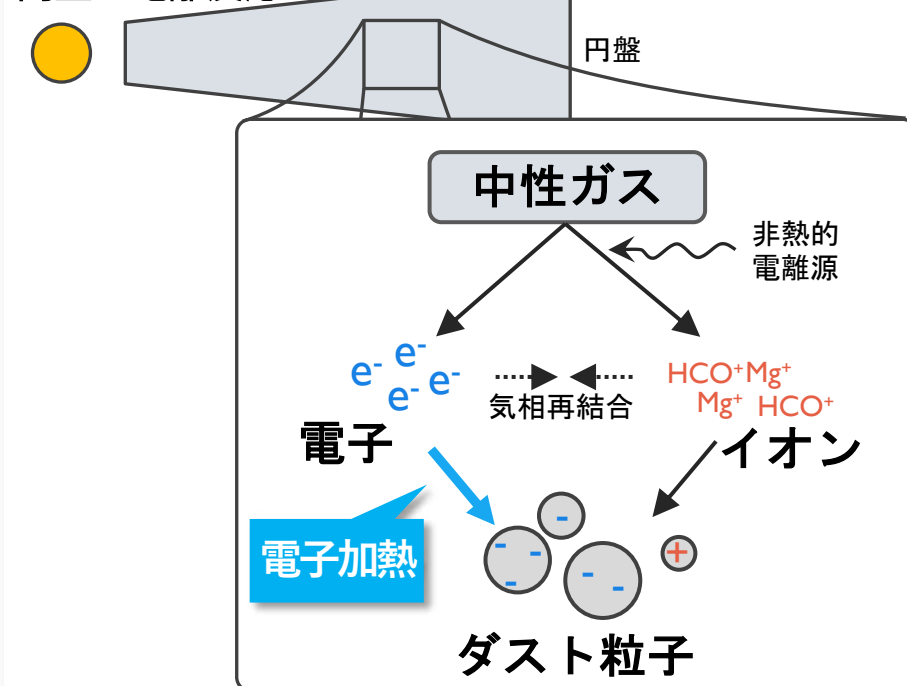 円盤
中性ガス
非熱的
電離源
e- e-
e- e-
HCO+Mg+
Mg+ HCO+
気相再結合
電子
イオン
電子加熱
-
- -
-
- -
+
ダスト粒子